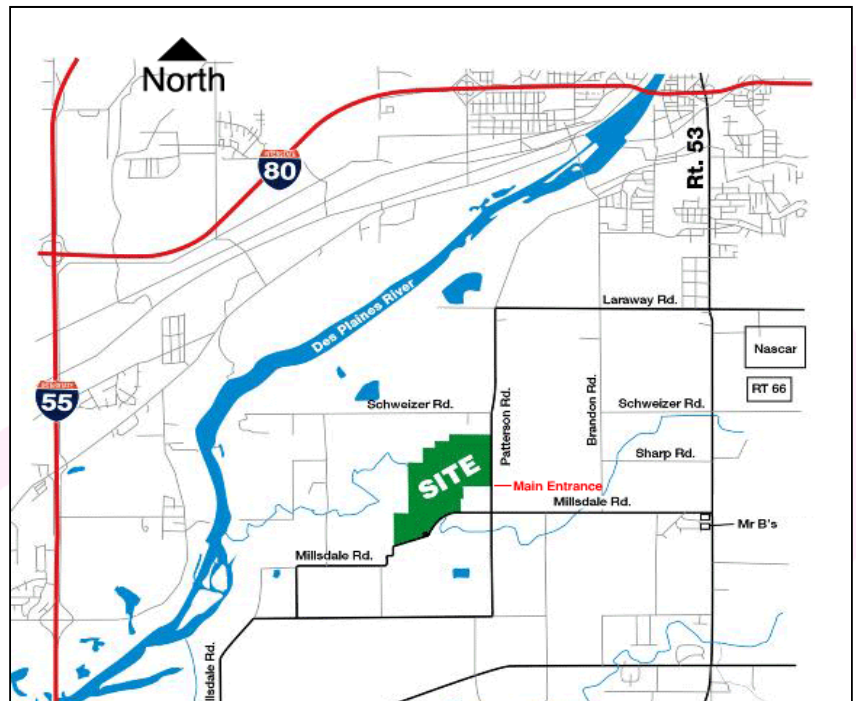 North
80
Rt. 53
Des Plaines River
Laraway Rd.
Nascar
RT 66
55
Schweizer Rd.
Schweizer Rd.
Patterson Rd.
Brandon Rd.
Sharp Rd.
SITE
Main Entrance
Millsdale Rd.
Mr B's
Millsdale Rd.
llsdale Rd.